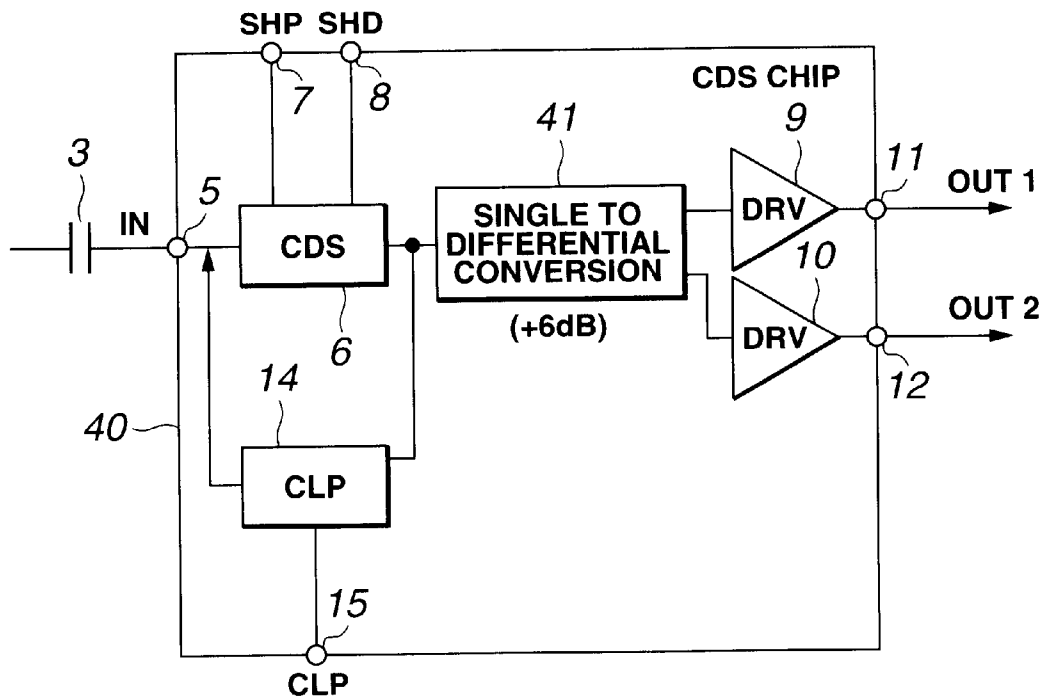 SHP SHD
7
8
CDS CHIP
3
5
IN
41
9
11
OUT 1
CDS
SINGLE TO
DIFFERENTIAL
CONVERSION
DRV
10
(+6dB)
6
OUT 2
DRV
12
14
40
CLP
15
CLP